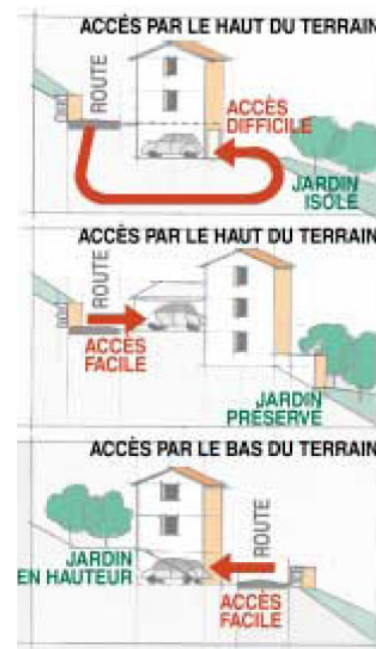 ACCÈS PAR LE HAUT DU TERRAIN
ROUTE
ACCÈS
DIFFICILE
JARDIN
ISOLÉ
ACCÈS PAR LE HAUT DU TERRAIN
ROUTE
ACCÈS
FACILE
JARDIN
PRÉSERVÉ
ACCÈS PAR LE BAS DU TERRAIN
ROUTE
JARDIN
EN HAUTEUR
ACCÈS
FACILE